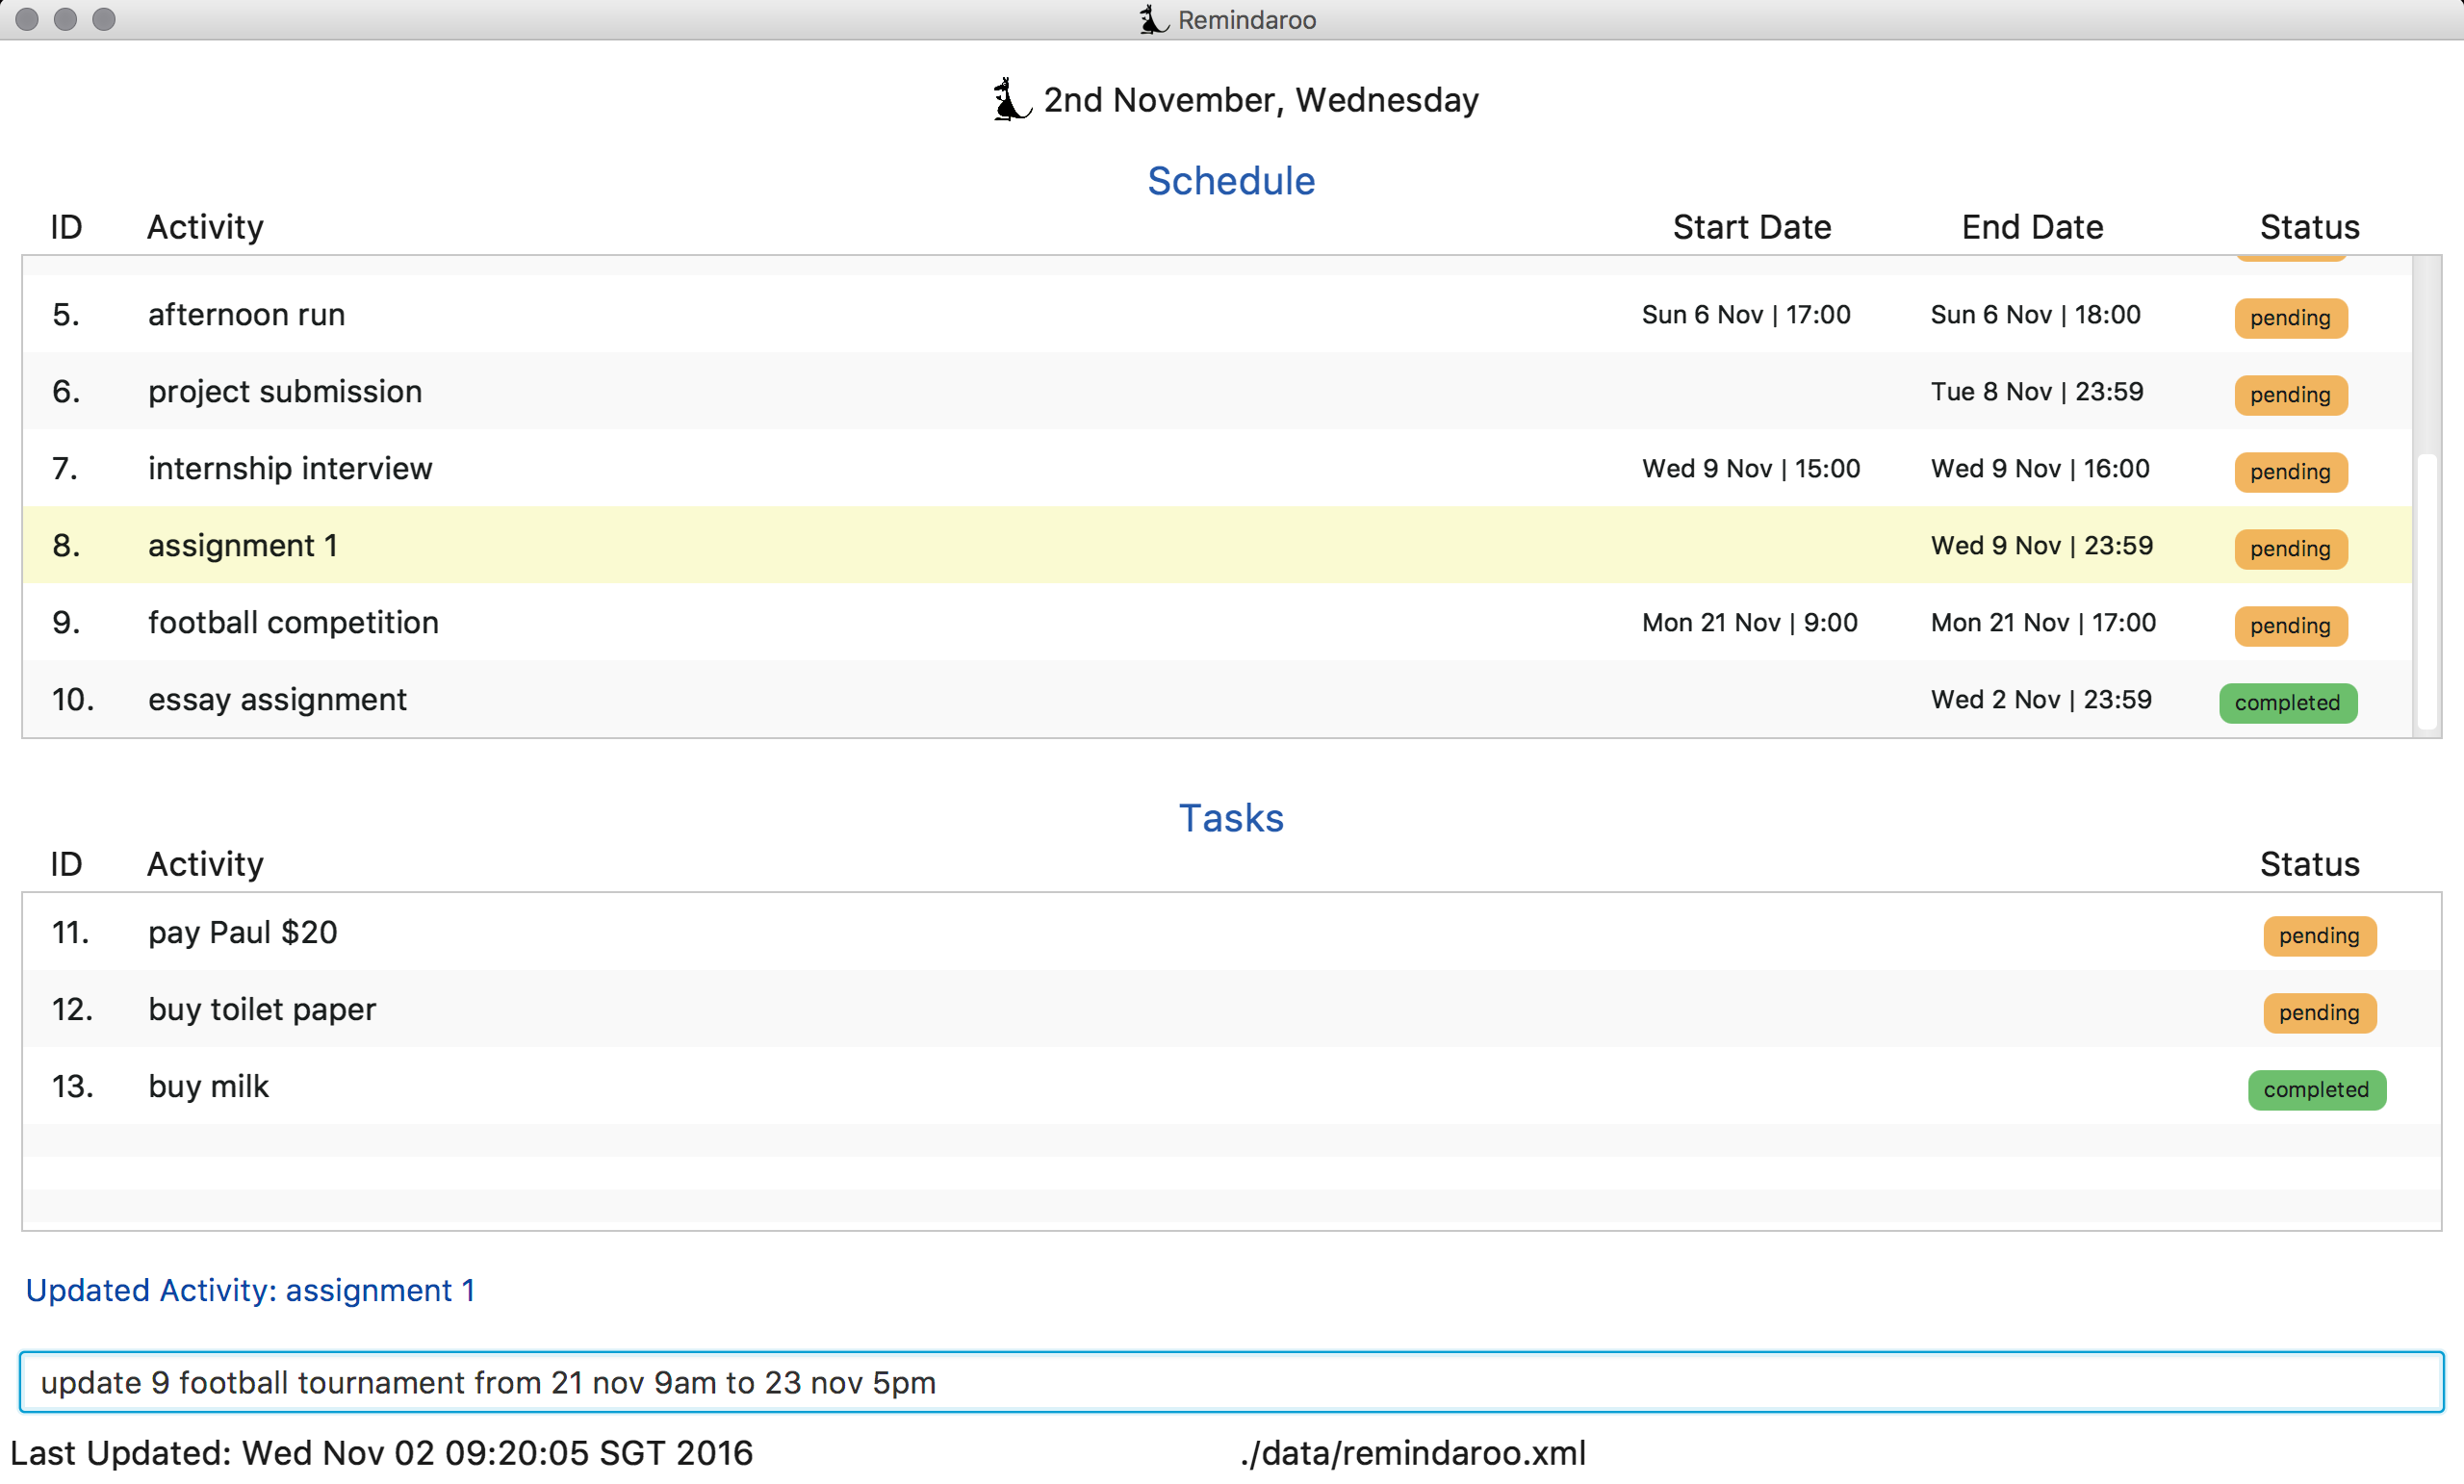 Remindaroo
2nd November, Wednesday
Schedule
ID Activity Start Date End Date Status
5. afternoon run Sun 6 Nov | 17:00 Sun 6 Nov | 18:00 pending
6. project submission Tue 8 Nov | 23:59 pending
7. internship interview Wed 9 Nov | 15:00 Wed 9 Nov | 16:00 pending
8. assignment 1 Wed 9 Nov | 23:59 pending
9. football competition Mon 21 Nov | 9:00 Mon 21 Nov | 17:00 pending
10. essay assignment Wed 2 Nov | 23:59 completed
Tasks
ID Activity Status
11. pay Paul $20 pending
12. buy toilet paper pending
13. buy milk completed
Updated Activity: assignment 1
update 9 football tournament from 21 nov 9am to 23 nov 5pm
Last Updated: Wed Nov 02 09:20:05 SGT 2016 ./data/remindaroo.xml